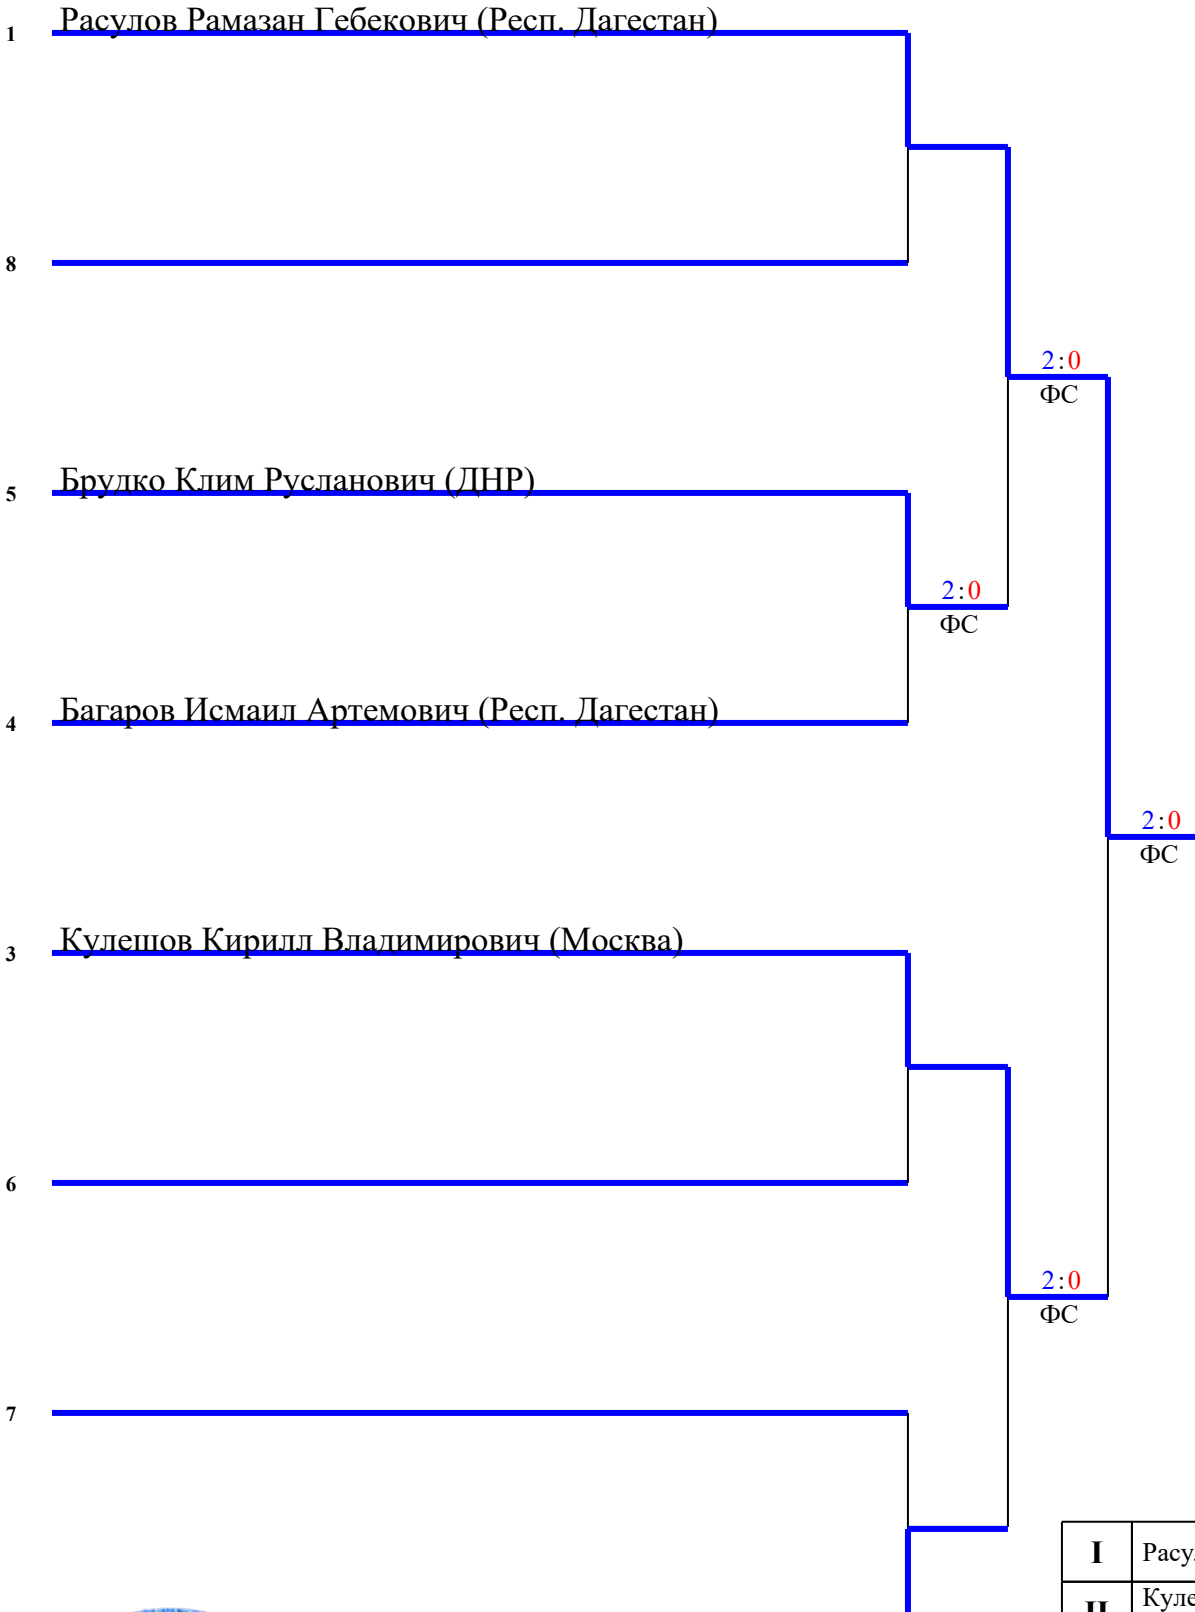 1 Расулов Рамазан Гебекович (Респ. Дагестан)
8
2:0
ФС
5 Брудко Клим Русланович (ДНР)
2:0
ФС
4 Багаров Исмаил Артемович (Респ. Дагестан)
2:0
ФС
3 Кулешов Кирилл Владимирович (Москва)
6
2:0
ФС
7
I
II